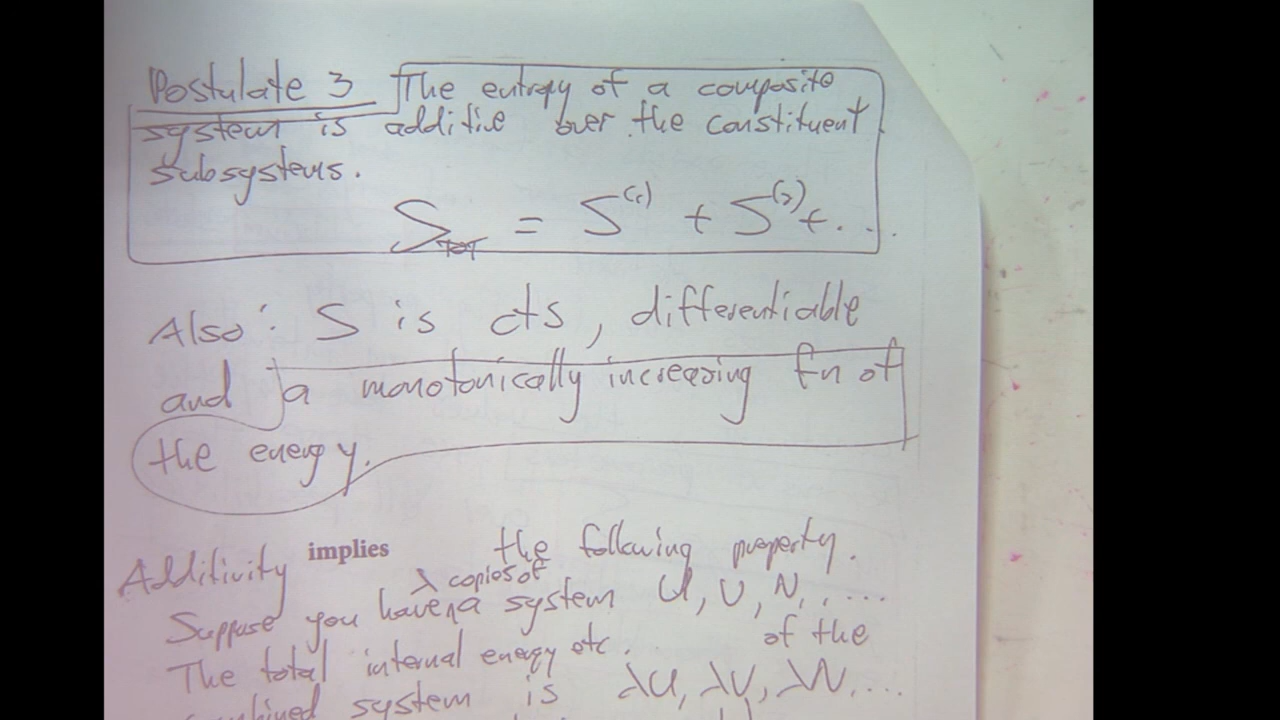 Postulate 3 The entropy of a composite
system is additive over the constituent
subsystems.
S_TOT = S^(1) + S^(2) + ...
Also: S is cts, differentiable
and a monotonically increasing fn of
the energy.
Additivity implies the following property.
Suppose you have λ copies of a system U, V, N, ....
The total internal energy etc. of the
combined system is λU, λV, λN, ....